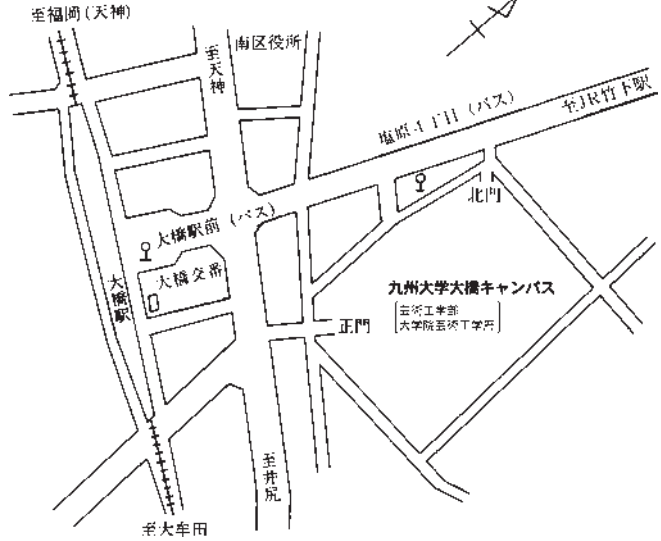 至福岡(天神)
至天神
南区役所
塩原4丁目(バス)
至JR竹下駅
北門
大橋駅前(バス)
大橋交番
大橋駅
九州大学大橋キャンパス
芸術工学部
大学院芸術工学府
正門
至井尻
至大牟田